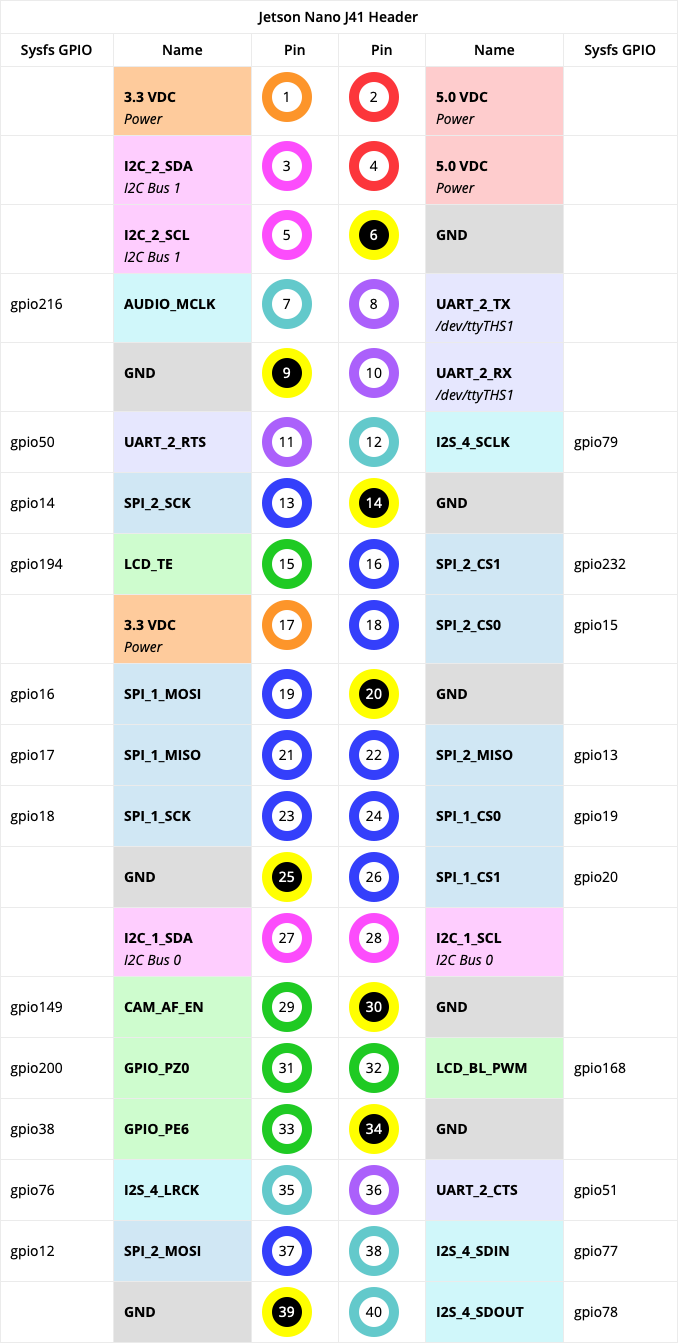 Jetson Nano J41 Header
Sysfs GPIO Name Pin Pin Name Sysfs GPIO
3.3 VDC 1 2 5.0 VDC
Power Power
I2C_2_SDA 3 4 5.0 VDC
I2C Bus 1 Power
I2C_2_SCL 5 6 GND
I2C Bus 1
gpio216 AUDIO_MCLK 7 8 UART_2_TX
/dev/ttyTHS1
GND 9 10 UART_2_RX
/dev/ttyTHS1
gpio50 UART_2_RTS 11 12 I2S_4_SCLK gpio79
gpio14 SPI_2_SCK 13 14 GND
gpio194 LCD_TE 15 16 SPI_2_CS1 gpio232
3.3 VDC 17 18 SPI_2_CS0 gpio15
Power
gpio16 SPI_1_MOSI 19 20 GND
gpio17 SPI_1_MISO 21 22 SPI_2_MISO gpio13
gpio18 SPI_1_SCK 23 24 SPI_1_CS0 gpio19
GND 25 26 SPI_1_CS1 gpio20
I2C_1_SDA 27 28 I2C_1_SCL
I2C Bus 0 I2C Bus 0
gpio149 CAM_AF_EN 29 30 GND
gpio200 GPIO_PZ0 31 32 LCD_BL_PWM gpio168
gpio38 GPIO_PE6 33 34 GND
gpio76 I2S_4_LRCK 35 36 UART_2_CTS gpio51
gpio12 SPI_2_MOSI 37 38 I2S_4_SDIN gpio77
GND 39 40 I2S_4_SDOUT gpio78